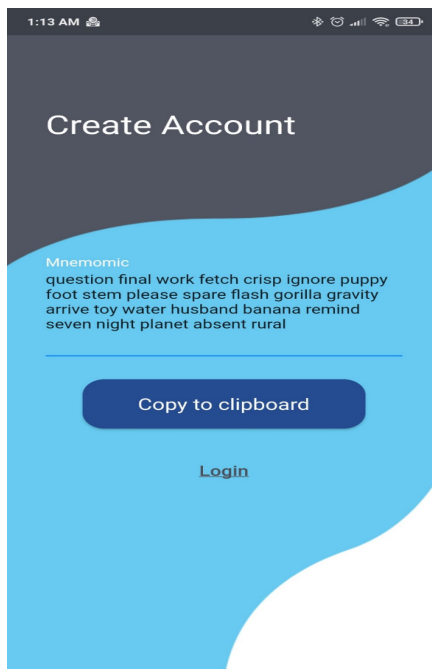 1:13 AM
34
Create Account
Mnemomic
question final work fetch crisp ignore puppy
foot stem please spare flash gorilla gravity
arrive toy water husband banana remind
seven night planet absent rural
Copy to clipboard
Login